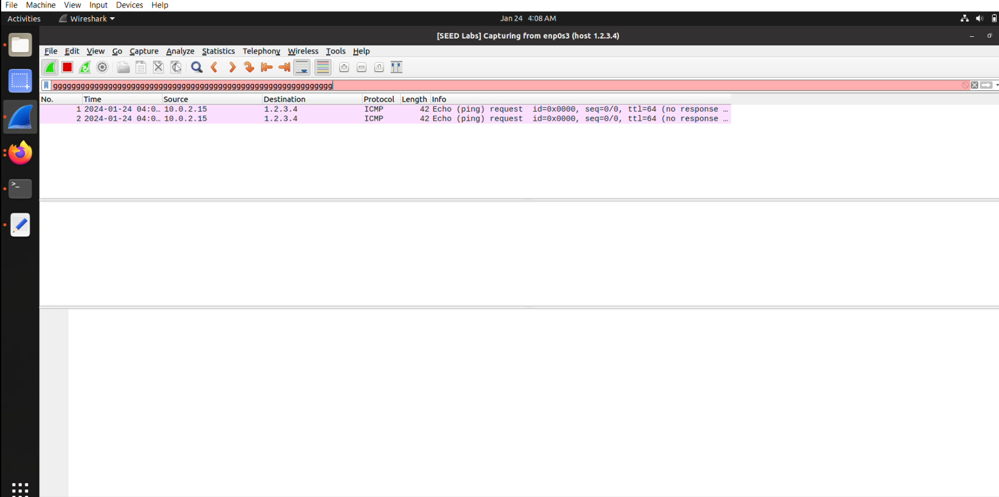 File Machine View Input Devices Help
Activities Wireshark Jan 24 4:08 AM
[SEED Labs] Capturing from enp0s3 (host 1.2.3.4)
File Edit View Go Capture Analyze Statistics Telephony Wireless Tools Help
ggggggggggggggggggggggggggggggggggggggggggggggggggggggggggggg
No. Time Source Destination Protocol Length Info
1 2024-01-24 04:0… 10.0.2.15 1.2.3.4 ICMP 42 Echo (ping) request id=0x0000, seq=0/0, ttl=64 (no response …
2 2024-01-24 04:0… 10.0.2.15 1.2.3.4 ICMP 42 Echo (ping) request id=0x0000, seq=0/0, ttl=64 (no response …